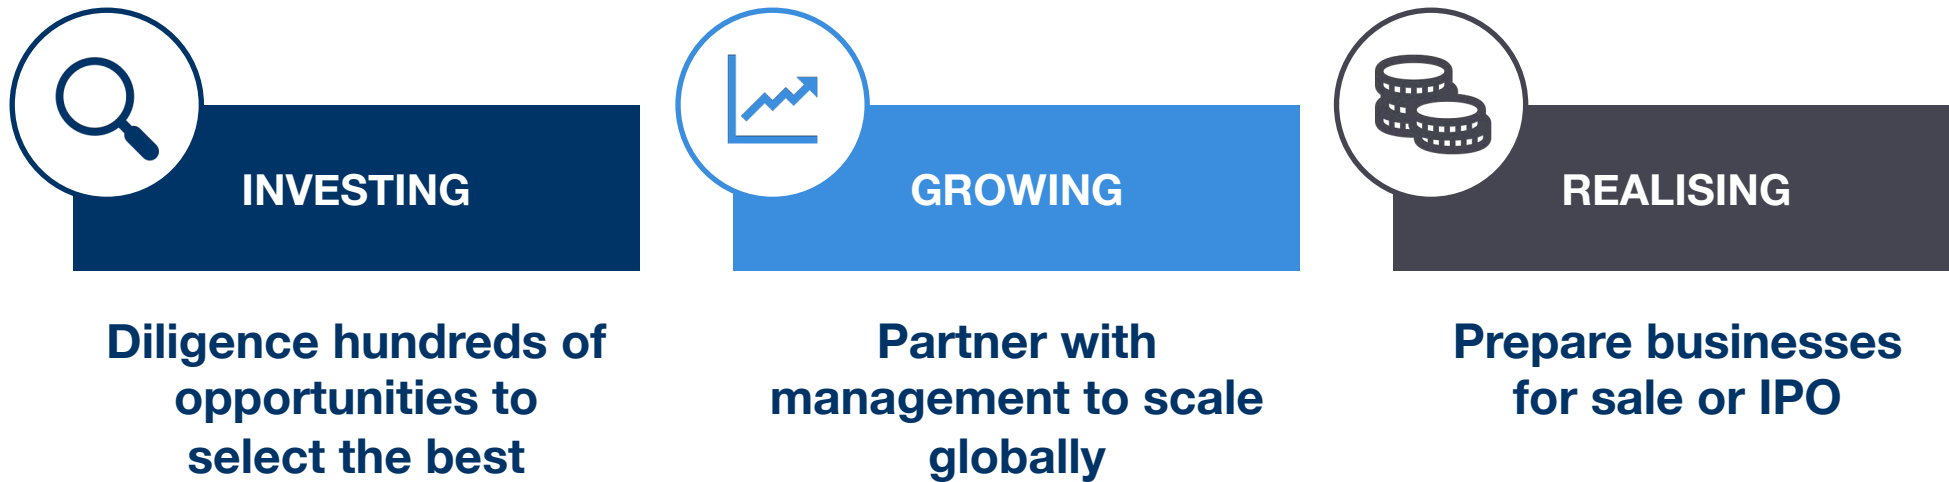 INVESTING
Diligence hundreds of
opportunities to
select the best
GROWING
Partner with
management to scale
globally
REALISING
Prepare businesses
for sale or IPO